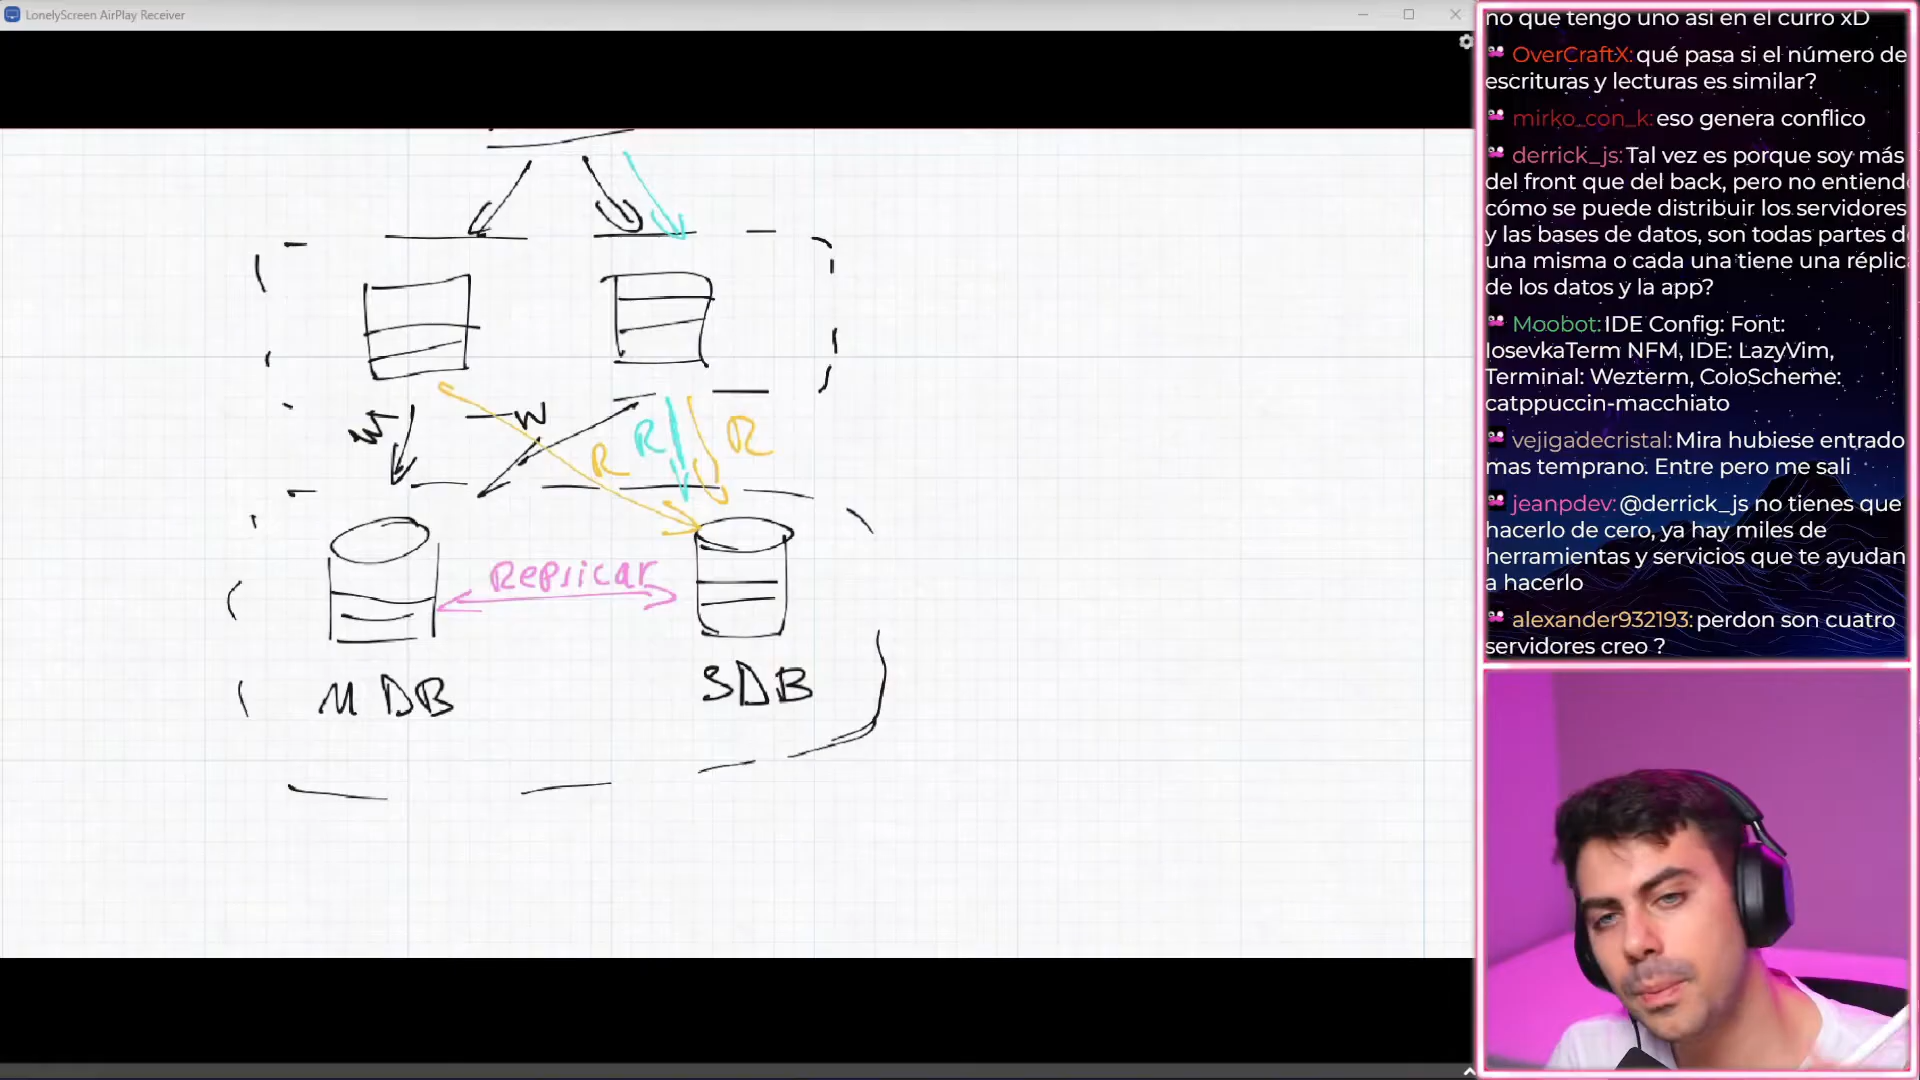 LonelyScreen AirPlay Receiver
W
W
R
R
R
Replicar
M DB
SDB
no que tengo uno asi en el curro xD
OverCraftX: qué pasa si el número de
escrituras y lecturas es similar?
mirko_con_k: eso genera conflico
derrick_js: Tal vez es porque soy más
del front que del back, pero no entiendo
cómo se puede distribuir los servidores
y las bases de datos, son todas partes de
una misma o cada una tiene una réplica
de los datos y la app?
Moobot: IDE Config: Font:
IosevkaTerm NFM, IDE: LazyVim,
Terminal: Wezterm, ColoScheme:
catppuccin-macchiato
vejigadecristal: Mira hubiese entrado
mas temprano. Entre pero me sali
jeanpdev: @derrick_js no tienes que
hacerlo de cero, ya hay miles de
herramientas y servicios que te ayudan
a hacerlo
alexander932193: perdon son cuatro
servidores creo ?